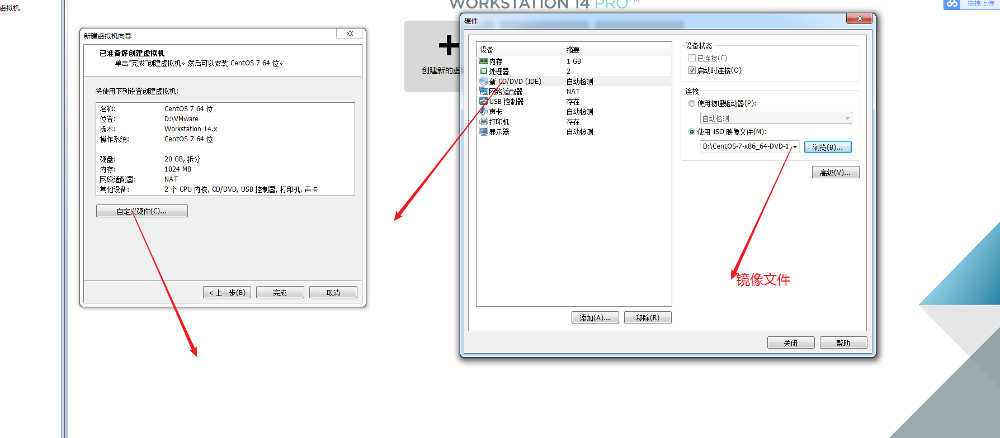 虚拟机
WORKSTATION 14 PRO™
拖拽上传
新建虚拟机向导
已准备好创建虚拟机
单击“完成”创建虚拟机。然后可以安装 CentOS 7 64 位。
将使用下列设置创建虚拟机:
名称: CentOS 7 64 位
位置: D:\VMware
版本: Workstation 14.x
操作系统: CentOS 7 64 位
硬盘: 20 GB, 拆分
内存: 1024 MB
网络适配器: NAT
其他设备: 2 个 CPU 内核, CD/DVD, USB 控制器, 打印机, 声卡
自定义硬件(C)...
< 上一步(B)
完成
取消
创建新的虚
硬件
设备 摘要
内存 1 GB
处理器 2
新 CD/DVD (IDE) 自动检测
网络适配器 NAT
USB 控制器 存在
声卡 自动检测
打印机 存在
显示器 自动检测
添加(A)...
移除(R)
设备状态
已连接(C)
启动时连接(O)
连接
使用物理驱动器(P):
自动检测
使用 ISO 映像文件(M):
D:\CentOS-7-x86_64-DVD-1
浏览(B)...
高级(V)...
镜像文件
关闭
帮助